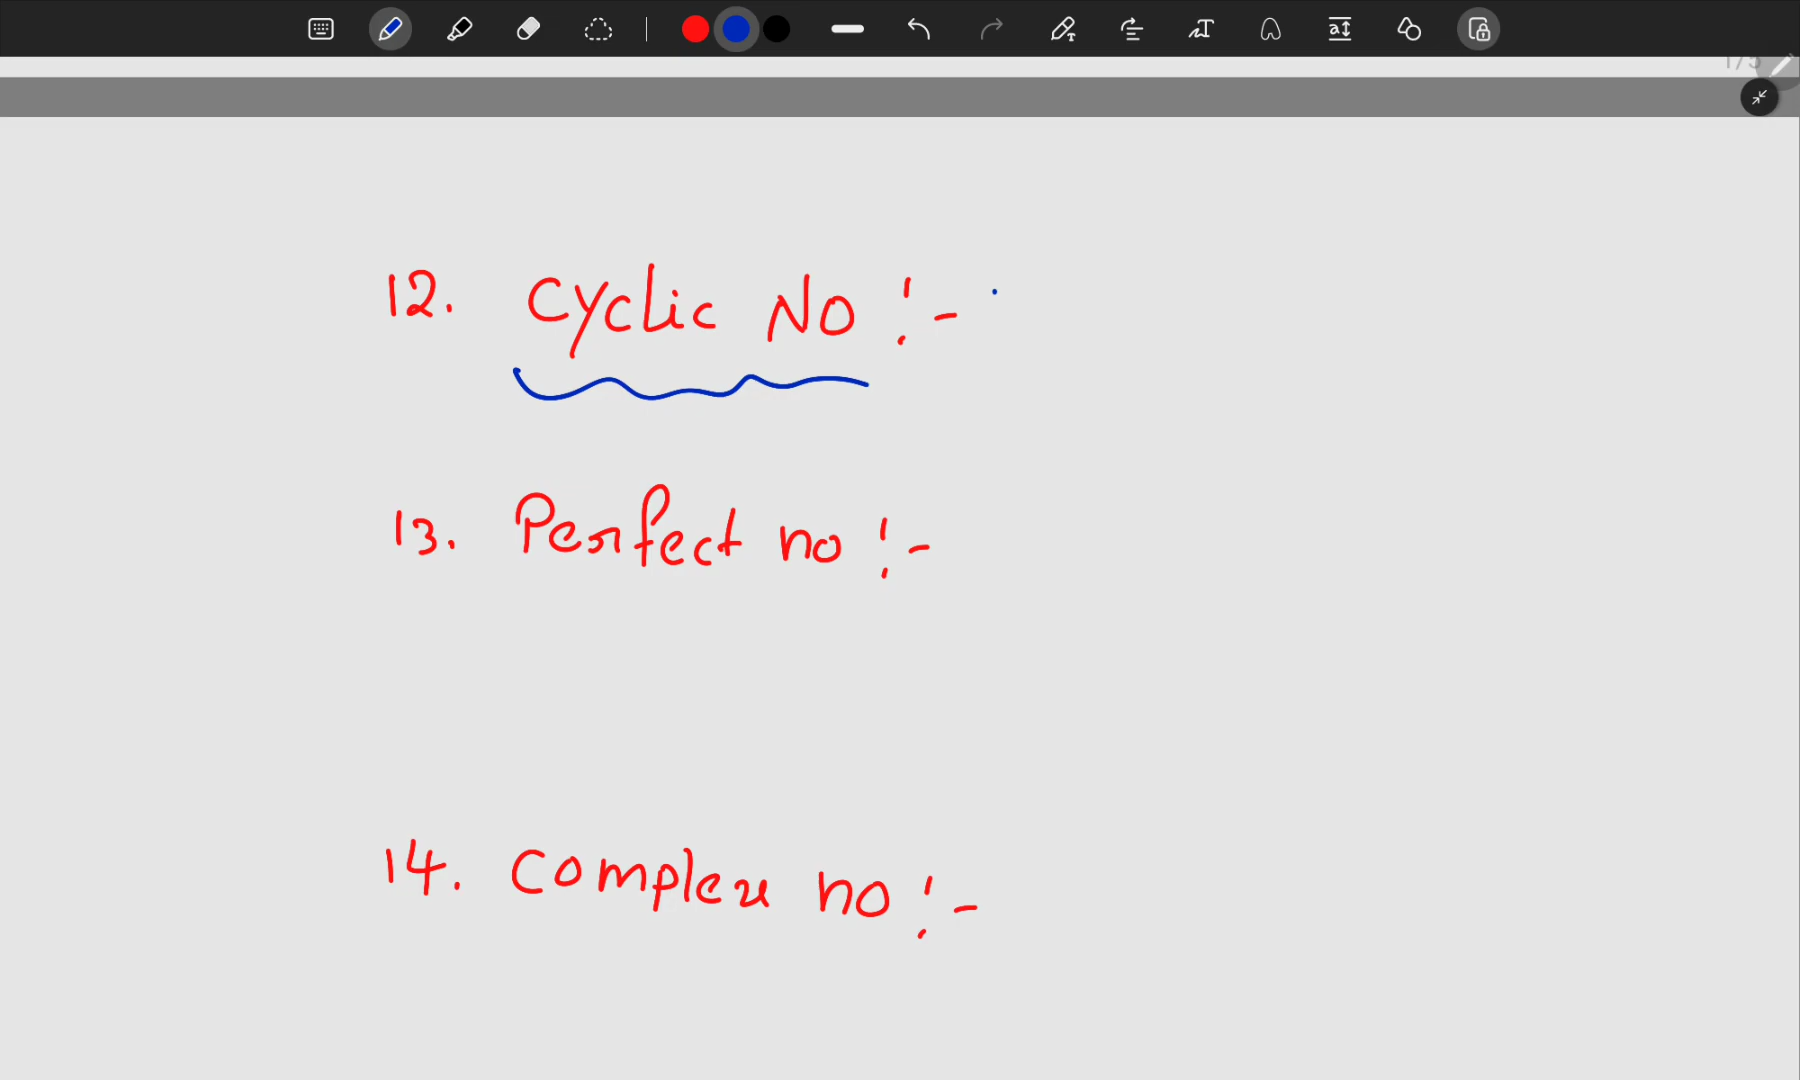 12. Cyclic No :-
13. Perfect no :-
14. Complex no :-